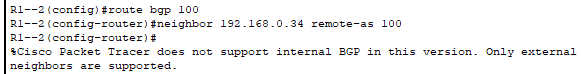 R1--2(config)#route bgp 100
R1--2(config-router)#neighbor 192.168.0.34 remote-as 100
R1--2(config-router)#
%Cisco Packet Tracer does not support internal BGP in this version. Only external
neighbors are supported.